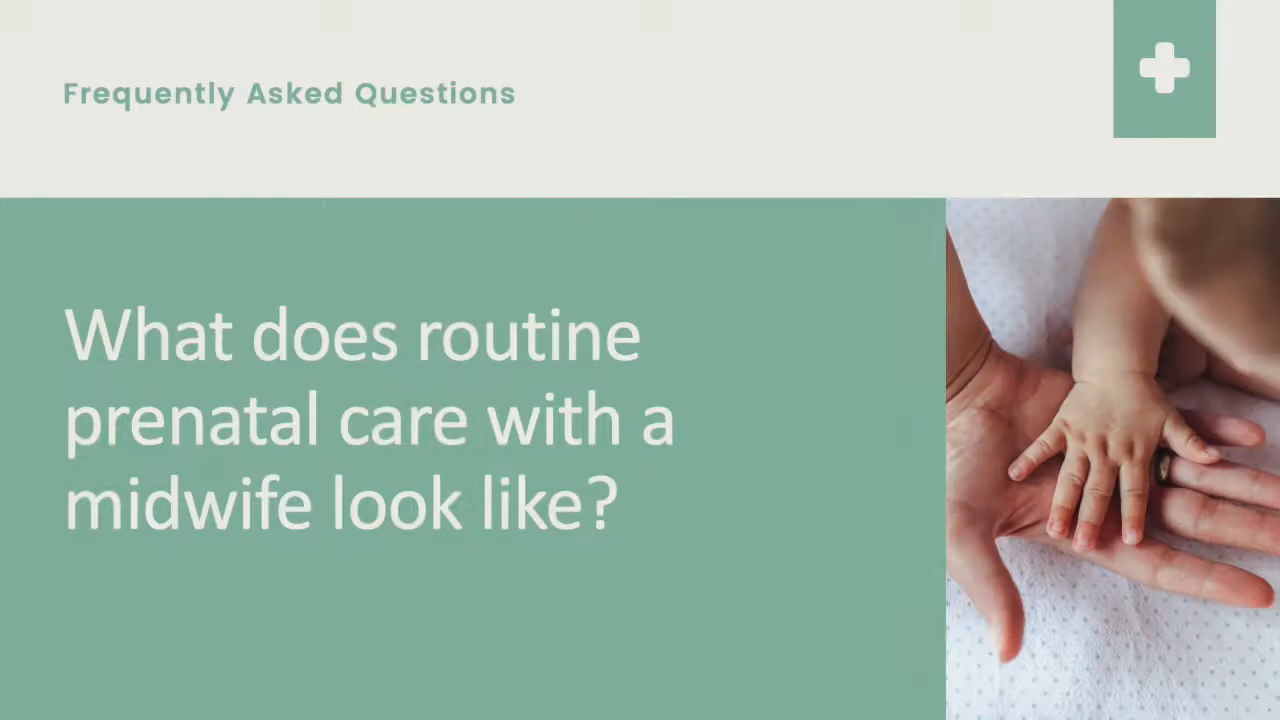 Frequently Asked Questions
What does routine
prenatal care with a
midwife look like?